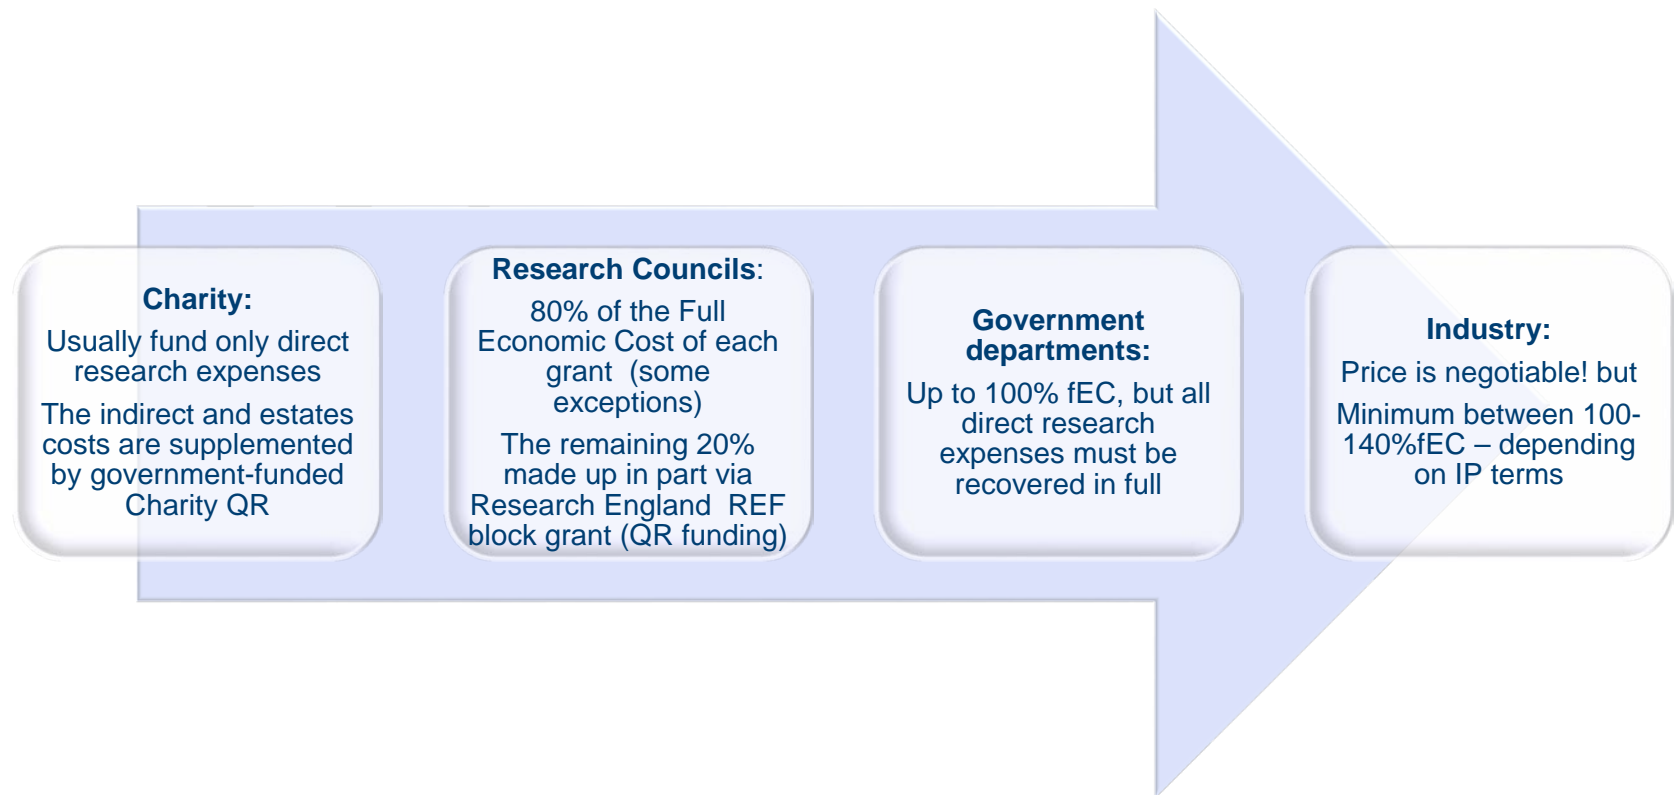 Charity:
Usually fund only direct
research expenses
The indirect and estates
costs are supplemented
by government-funded
Charity QR
Research Councils:
80% of the Full
Economic Cost of each
grant  (some
exceptions)
The remaining 20%
made up in part via
Research England  REF
block grant (QR funding)
Government
departments:
Up to 100% fEC, but all
direct research
expenses must be
recovered in full
Industry:
Price is negotiable! but
Minimum between 100-
140%fEC – depending
on IP terms